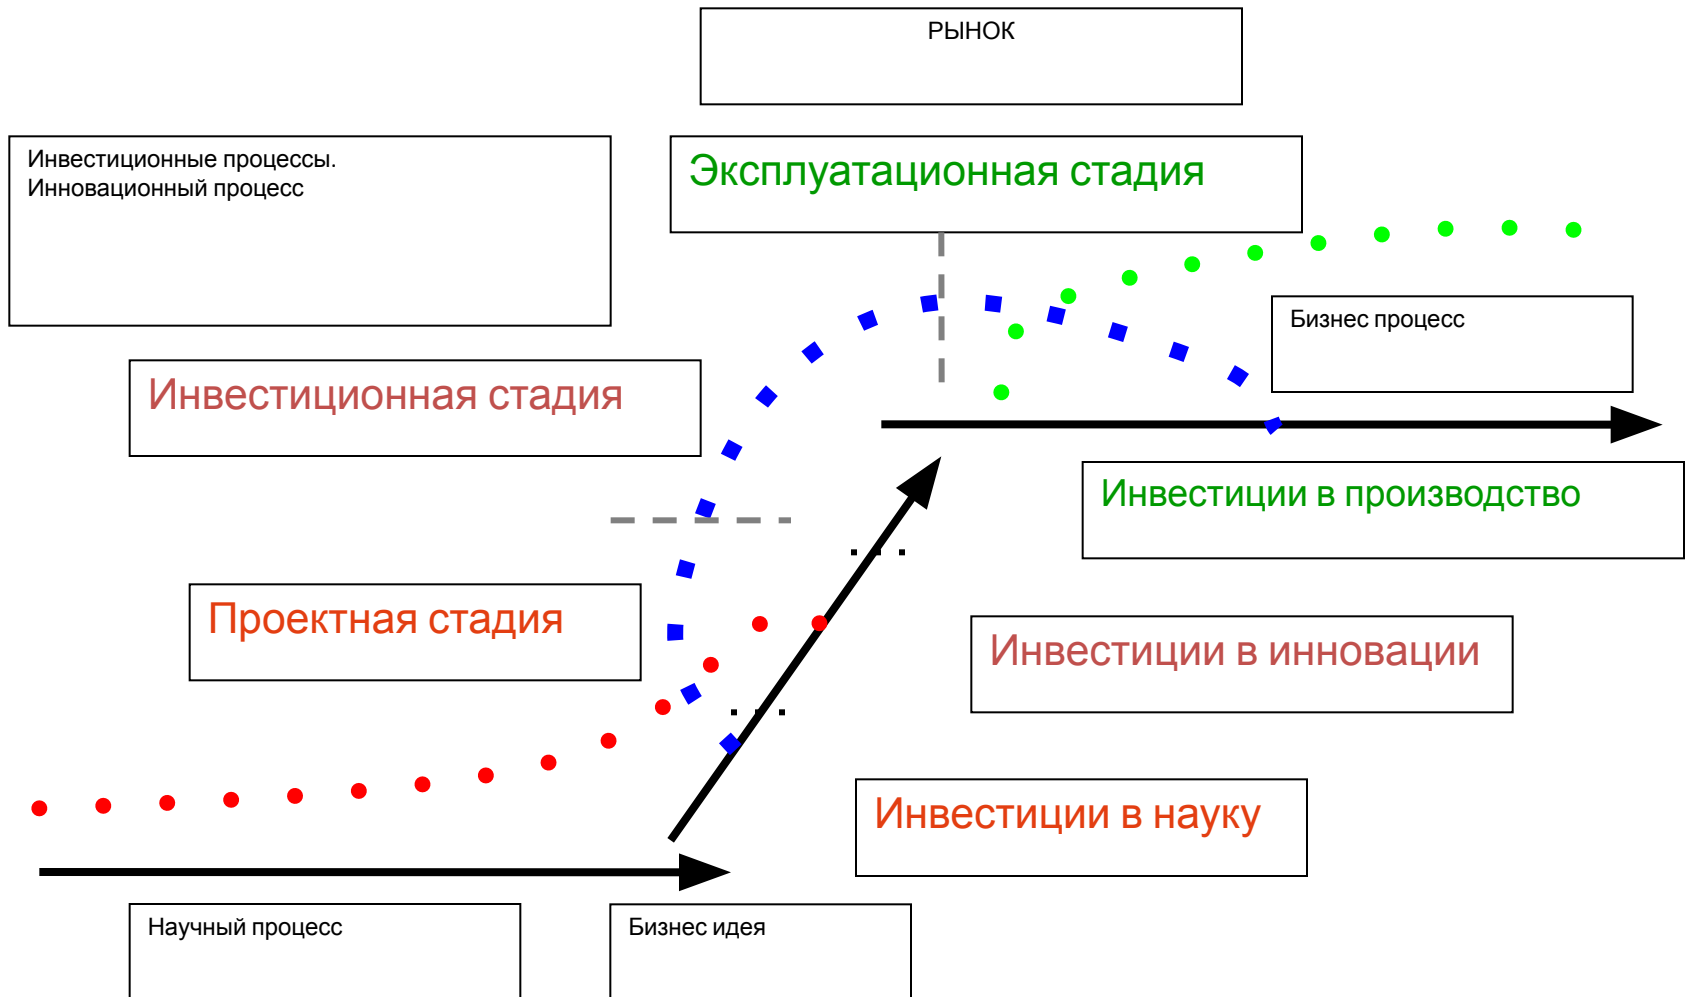 РЫНОК
Инвестиционные процессы.
Инновационный процесс
Эксплуатационная стадия
Бизнес процесс
Инвестиционная стадия
Инвестиции в производство
Проектная стадия
Инвестиции в инновации
Инвестиции в науку
Научный процесс
Бизнес идея